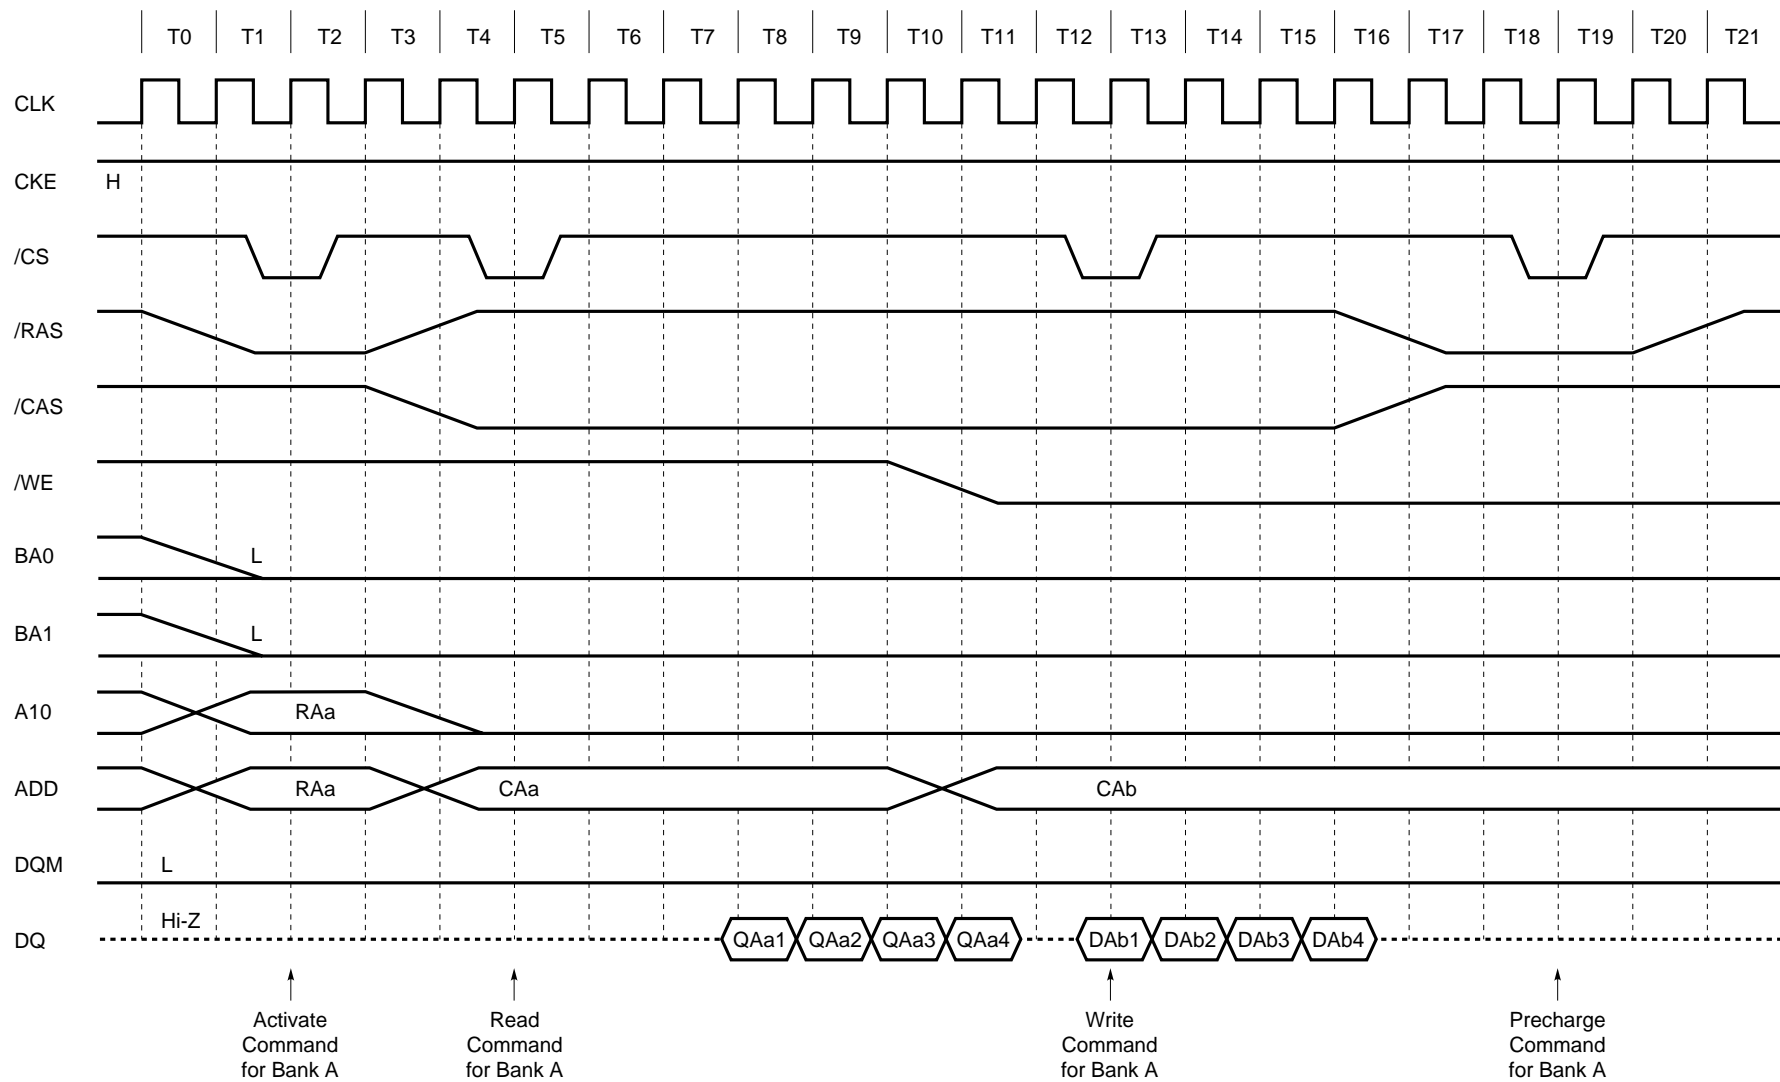 T0 T1 T2 T3 T4 T5 T6 T7 T8 T9 T10 T11 T12 T13 T14 T15 T16 T17 T18 T19 T20 T21
CLK
CKE H
/CS
/RAS
/CAS
/WE
BA0 L
BA1 L
A10 RAa
ADD RAa CAa CAb
DQM L
Hi-Z
DQ QAa1 QAa2 QAa3 QAa4 DAb1 DAb2 DAb3 DAb4
Activate
Command
for Bank A
Read
Command
for Bank A
Write
Command
for Bank A
Precharge
Command
for Bank A